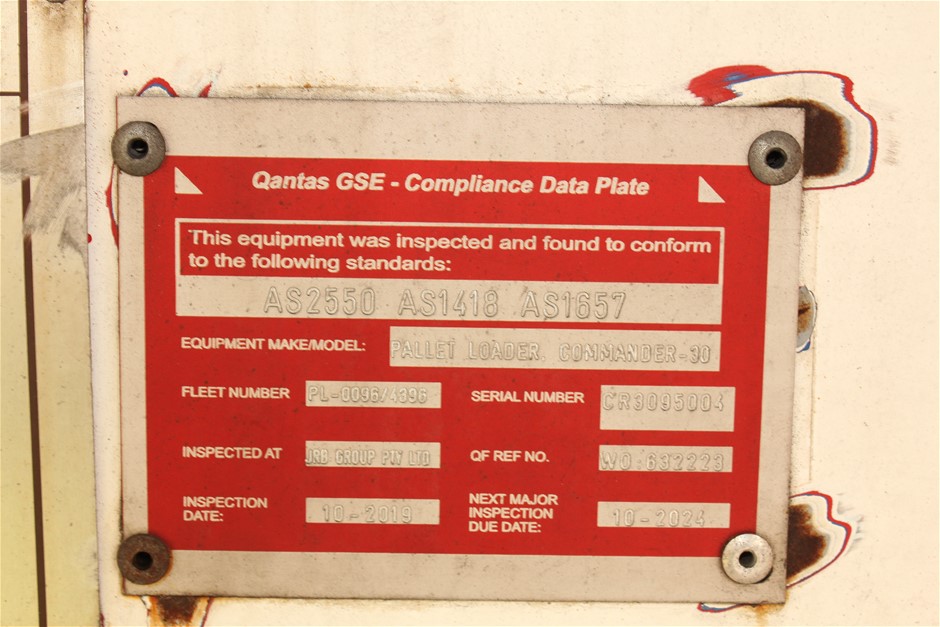 Qantas GSE - Compliance Data Plate
This equipment was inspected and found to conform
to the following standards:
AS2550 AS1418 AS1657
EQUIPMENT MAKE/MODEL: PALLET LOADER. COMMANDER-30
FLEET NUMBER PL-0096/4396 SERIAL NUMBER CR3095004
INSPECTED AT JRB GROUP PTY LTD QF REF NO. WO:632223
INSPECTION
DATE: 10-2019
NEXT MAJOR
INSPECTION
DUE DATE: 10-2024